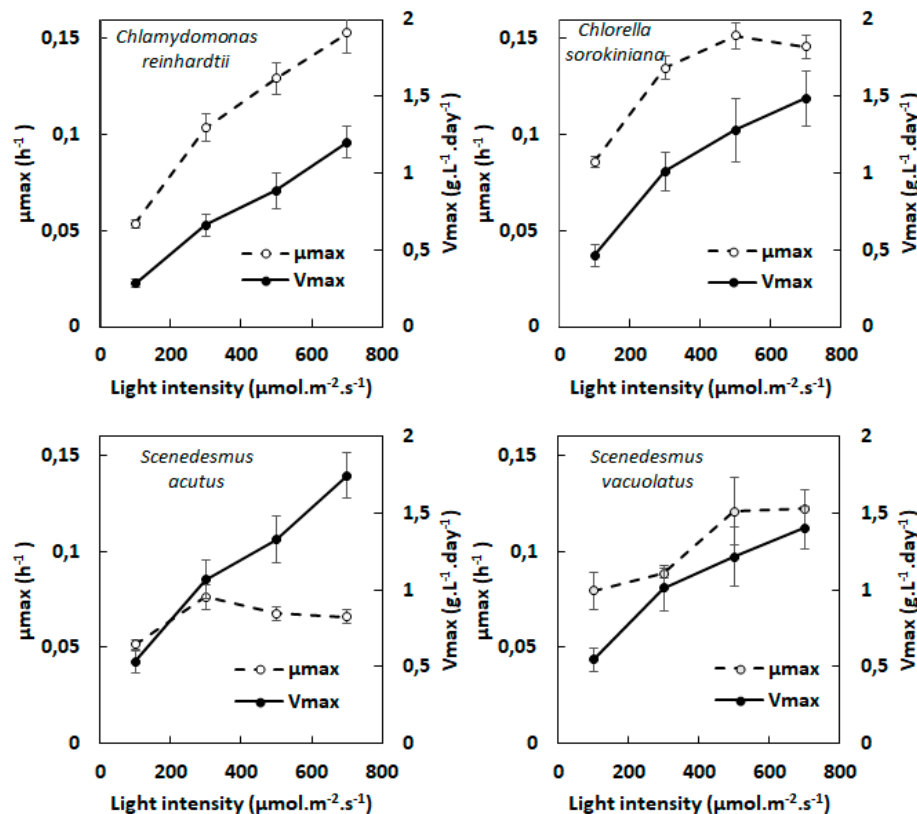 Chlamydomonas
reinhardtii
µmax (h-1)
0,15
0,1
0,05
0
2
1,5
1
0,5
0
Vmax (g.L-1.day-1)
µmax
Vmax
0 200 400 600 800
Light intensity (µmol.m-2.s-1)
Chlorella
sorokiniana
µmax (h-1)
0,15
0,1
0,05
0
2
1,5
1
0,5
0
Vmax (g.L-1.day-1)
µmax
Vmax
0 200 400 600 800
Light intensity (µmol.m-2.s-1)
Scenedesmus
acutus
µmax (h-1)
0,15
0,1
0,05
0
2
1,5
1
0,5
0
Vmax (g.L-1.day-1)
µmax
Vmax
0 200 400 600 800
Light intensity (µmol.m-2.s-1)
Scenedesmus
vacuolatus
µmax (h-1)
0,15
0,1
0,05
0
2
1,5
1
0,5
0
Vmax (g.L-1.day-1)
µmax
Vmax
0 200 400 600 800
Light intensity (µmol.m-2.s-1)